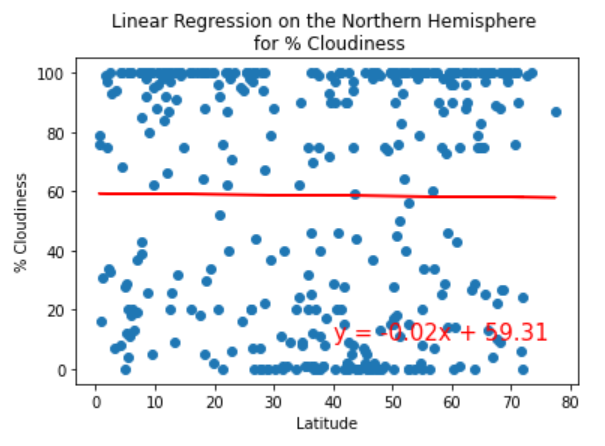 Linear Regression on the Northern Hemisphere
for % Cloudiness
100
80
60
40
20
0
% Cloudiness
y = -0.02x + 59.31
0 10 20 30 40 50 60 70 80
Latitude